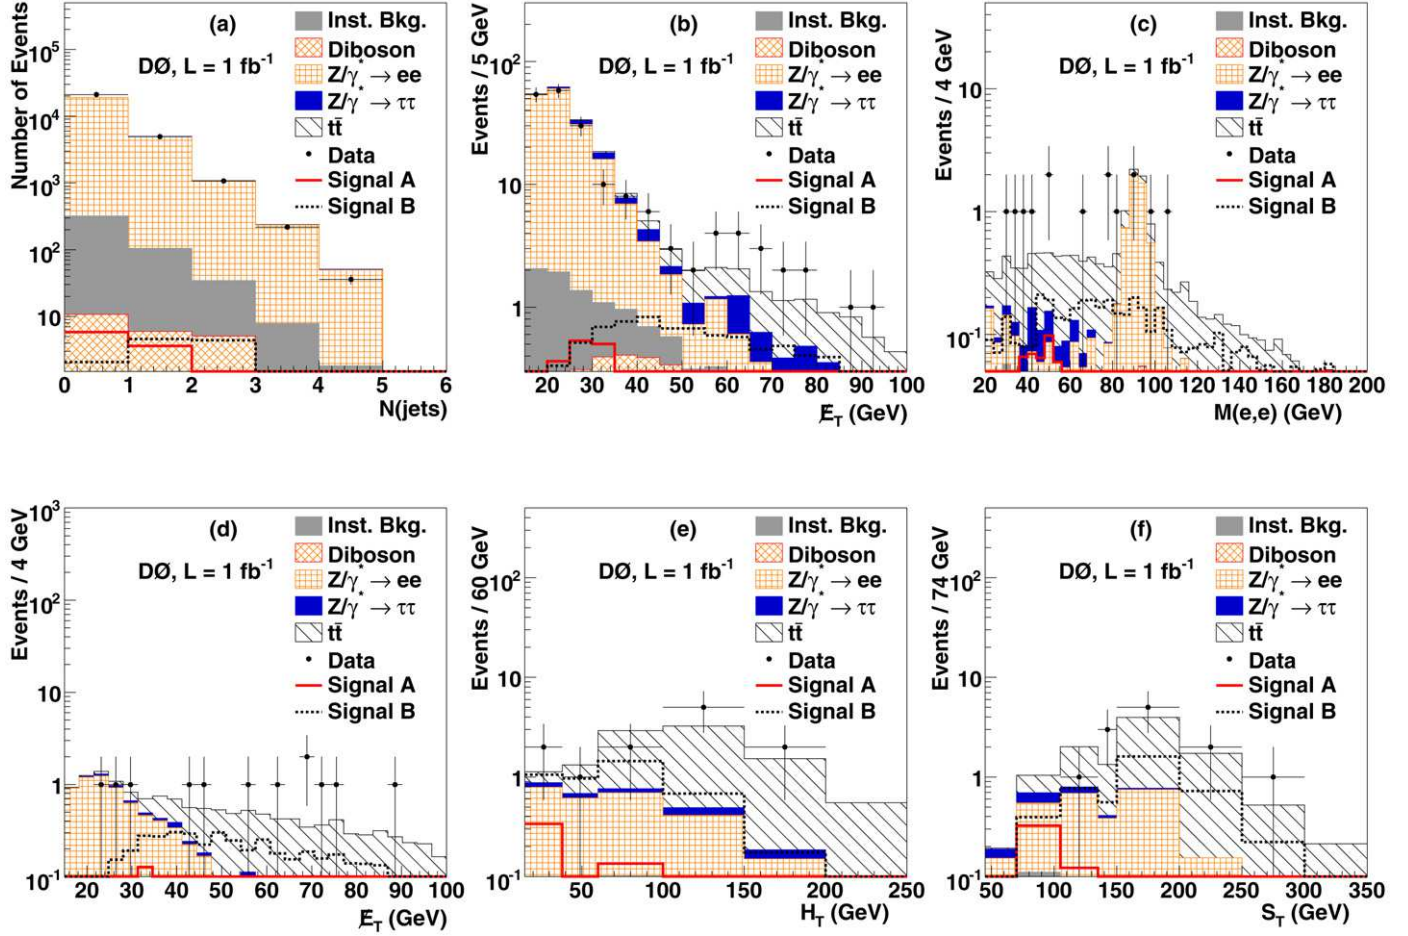 (a)
Inst. Bkg.
DØ, L = 1 fb⁻¹
Diboson
Z/γ* → ee
Z/γ* → ττ
tt̄
Data
Signal A
Signal B
Number of Events
10⁵
10⁴
10³
10²
10
0 1 2 3 4 5 6
N(jets)
(b)
Inst. Bkg.
DØ, L = 1 fb⁻¹
Diboson
Z/γ* → ee
Z/γ* → ττ
tt̄
Data
Signal A
Signal B
Events / 5 GeV
10²
10
1
20 30 40 50 60 70 80 90 100
E̸_T (GeV)
(c)
Inst. Bkg.
DØ, L = 1 fb⁻¹
Diboson
Z/γ* → ee
Z/γ* → ττ
tt̄
Data
Signal A
Signal B
Events / 4 GeV
10
1
10⁻¹
20 40 60 80 100 120 140 160 180 200
M(e,e) (GeV)
(d)
Inst. Bkg.
DØ, L = 1 fb⁻¹
Diboson
Z/γ* → ee
Z/γ* → ττ
tt̄
Data
Signal A
Signal B
Events / 4 GeV
10³
10²
10
1
10⁻¹
20 30 40 50 60 70 80 90 100
E̸_T (GeV)
(e)
Inst. Bkg.
DØ, L = 1 fb⁻¹
Diboson
Z/γ* → ee
Z/γ* → ττ
tt̄
Data
Signal A
Signal B
Events / 60 GeV
10²
10
1
10⁻¹
50 100 150 200 250
H_T (GeV)
(f)
Inst. Bkg.
DØ, L = 1 fb⁻¹
Diboson
Z/γ* → ee
Z/γ* → ττ
tt̄
Data
Signal A
Signal B
Events / 74 GeV
10²
10
1
10⁻¹
50 100 150 200 250 300 350
S_T (GeV)